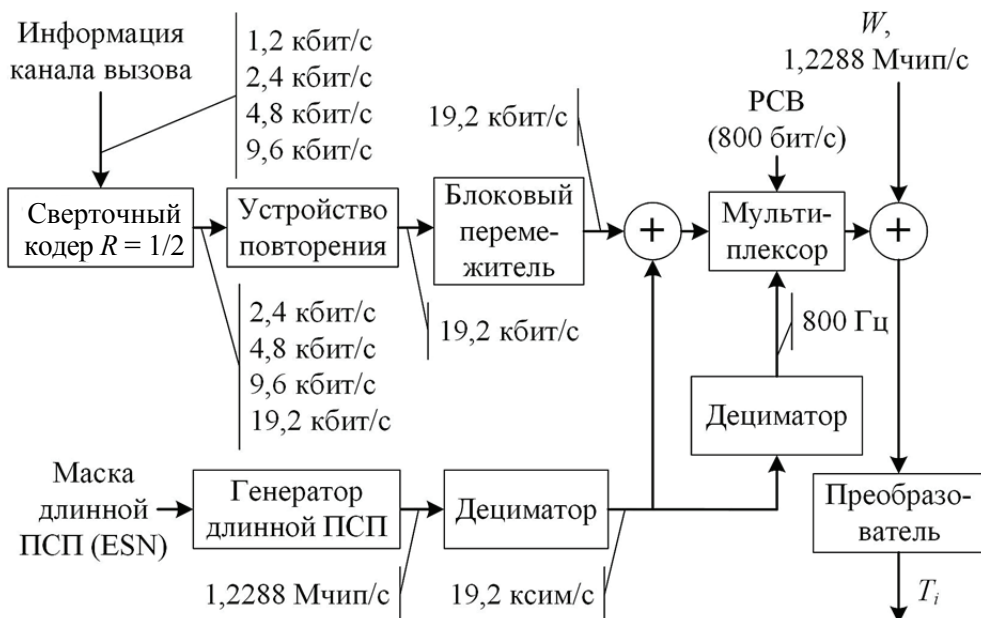 Информация
канала вызова
1,2 кбит/с
2,4 кбит/с
4,8 кбит/с
9,6 кбит/с
19,2 кбит/с
W,
1,2288 Мчип/с
PCB
(800 бит/с)
Сверточный
кодер R = 1/2
Устройство
повторения
Блоковый
переме-
житель
+
Мульти-
плексор
+
2,4 кбит/с
4,8 кбит/с
9,6 кбит/с
19,2 кбит/с
19,2 кбит/с
800 Гц
Дециматор
Маска
длинной
ПСП (ESN)
Генератор
длинной ПСП
Дециматор
Преобразо-
ватель
1,2288 Мчип/с
19,2 ксим/с
Ti